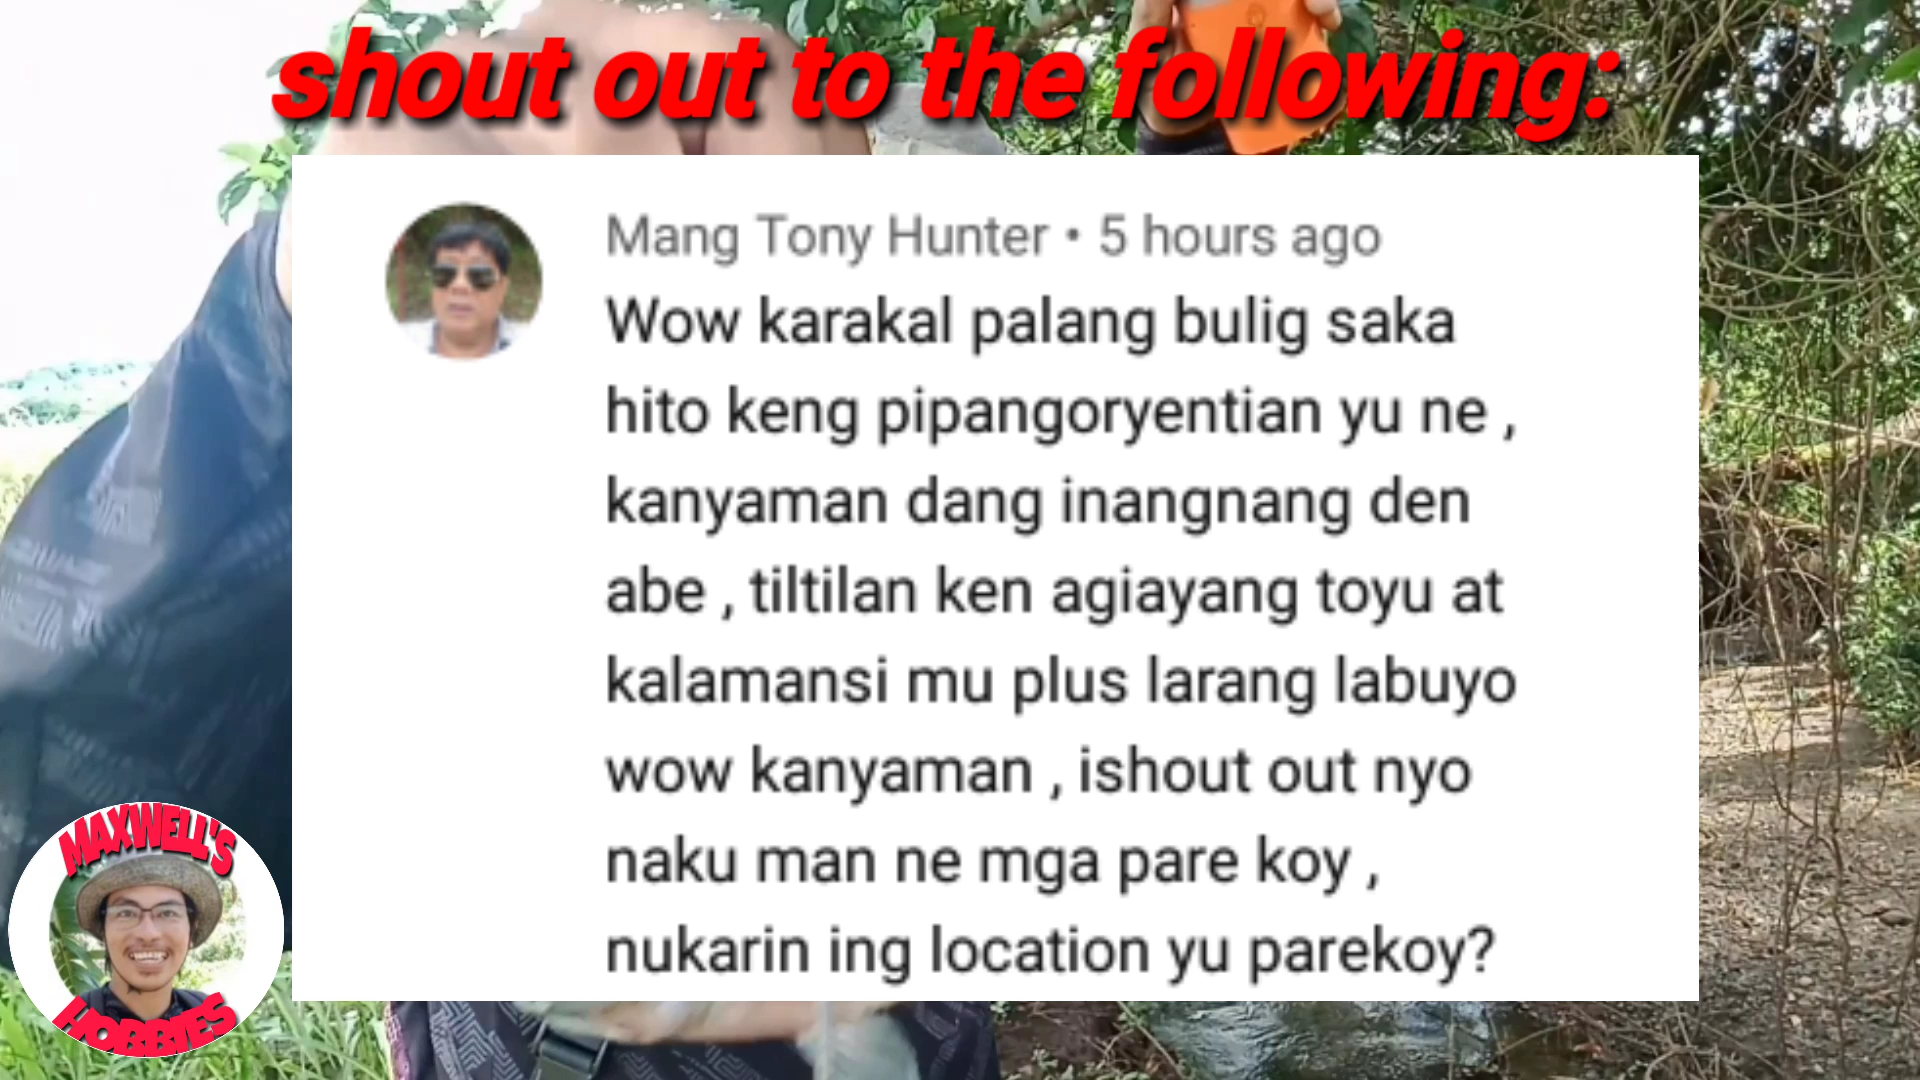 shout out to the following:
Mang Tony Hunter • 5 hours ago
Wow karakal palang bulig saka
hito keng pipangoryentian yu ne ,
kanyaman dang inangnang den
abe , tiltilan ken agiayang toyu at
kalamansi mu plus larang labuyo
wow kanyaman , ishout out nyo
naku man ne mga pare koy ,
nukarin ing location yu parekoy?
MAXWELL'S
HOBBIES